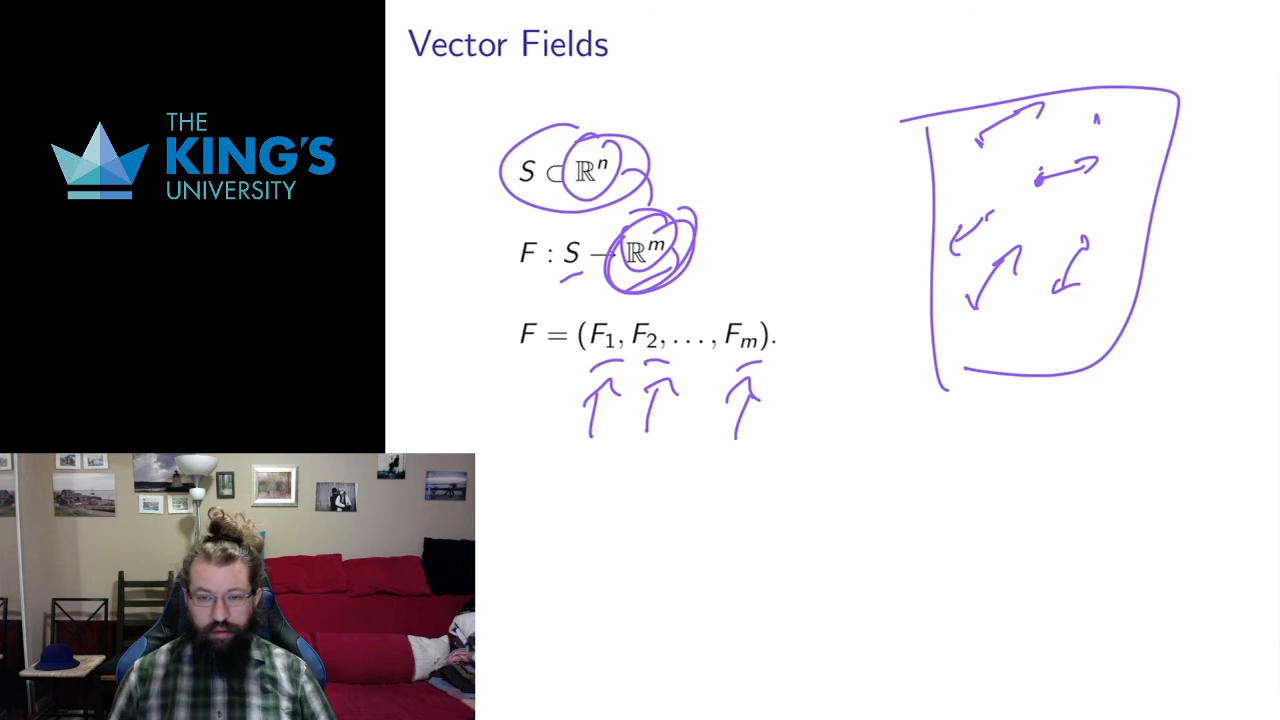 THE
KING'S
UNIVERSITY
Vector Fields
S ⊂ ℝⁿ
F : S → ℝᵐ
F = (F₁, F₂, . . . , Fₘ).